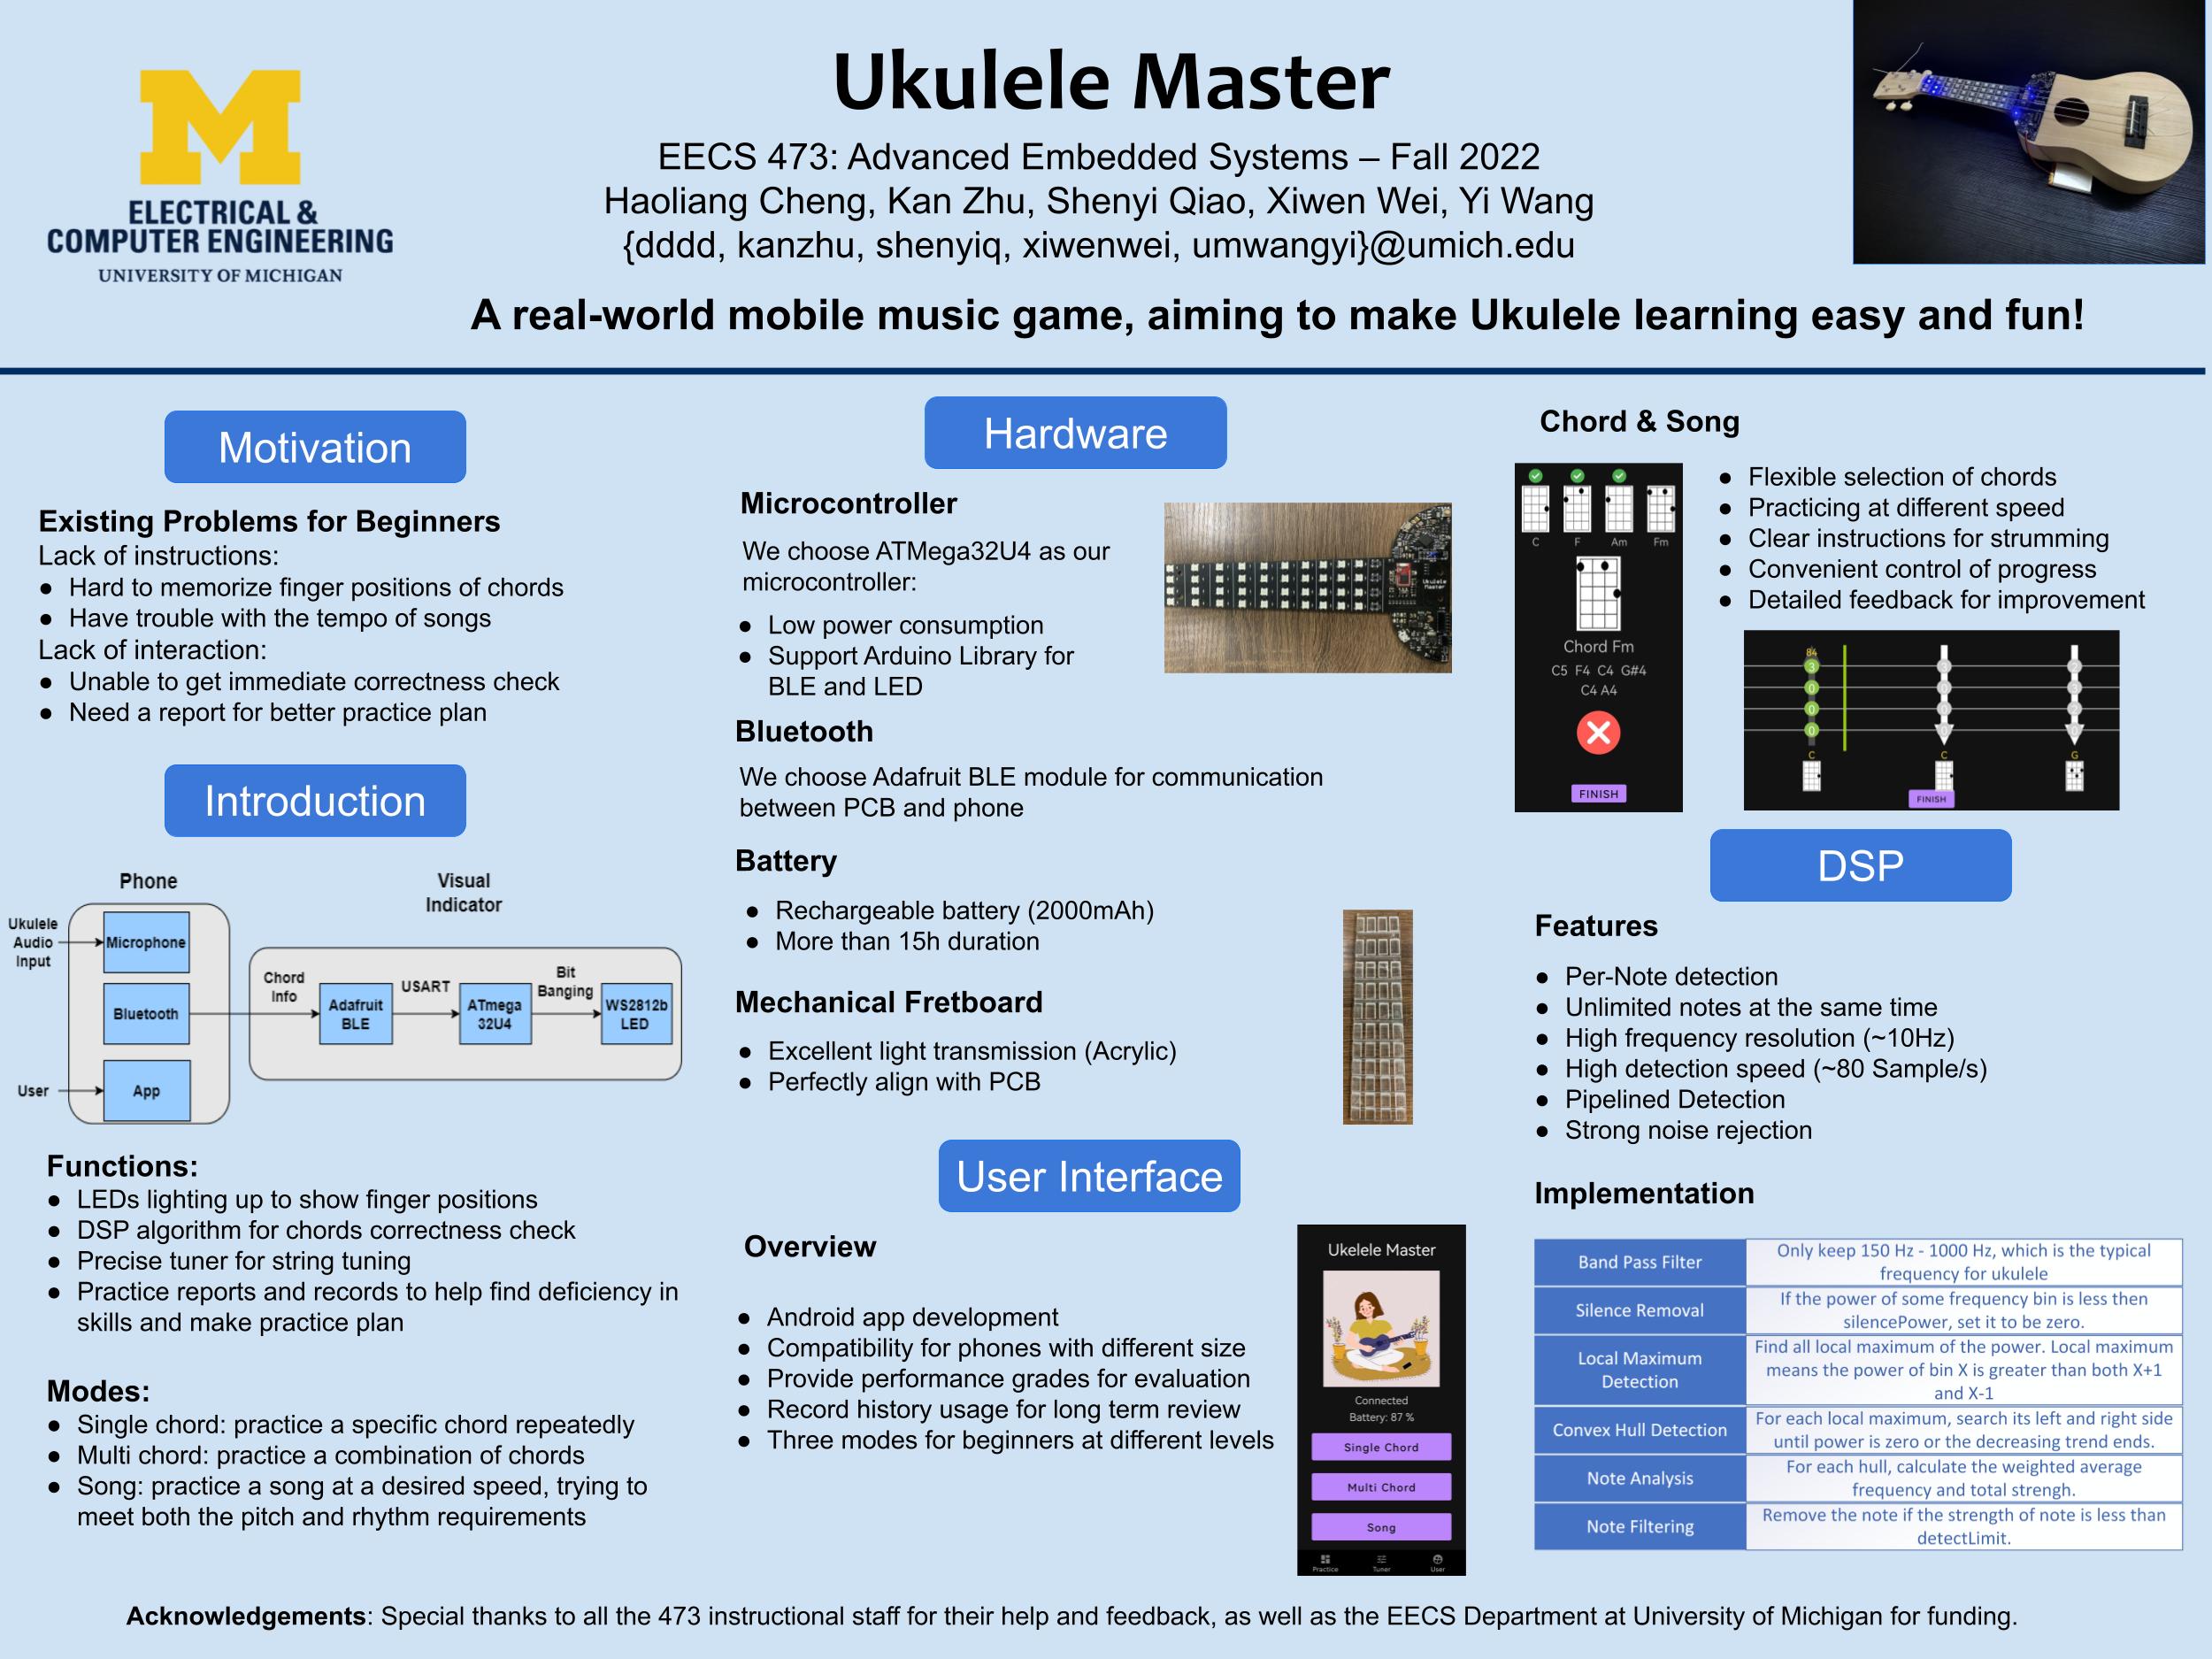 Ukulele Master
EECS 473: Advanced Embedded Systems – Fall 2022
Haoliang Cheng, Kan Zhu, Shenyi Qiao, Xiwen Wei, Yi Wang
{dddd, kanzhu, shenyiq, xiwenwei, umwangyi}@umich.edu
A real-world mobile music game, aiming to make Ukulele learning easy and fun!
M
ELECTRICAL &
COMPUTER ENGINEERING
UNIVERSITY OF MICHIGAN
Motivation
Existing Problems for Beginners
Lack of instructions:
● Hard to memorize finger positions of chords
● Have trouble with the tempo of songs
Lack of interaction:
● Unable to get immediate correctness check
● Need a report for better practice plan
Introduction
Phone
Visual
Indicator
Ukulele
Audio
Input
Microphone
Bluetooth
User
App
Chord
Info
Adafruit
BLE
USART
ATmega
32U4
Bit
Banging
WS2812b
LED
Functions:
● LEDs lighting up to show finger positions
● DSP algorithm for chords correctness check
● Precise tuner for string tuning
● Practice reports and records to help find deficiency in
skills and make practice plan
Modes:
● Single chord: practice a specific chord repeatedly
● Multi chord: practice a combination of chords
● Song: practice a song at a desired speed, trying to
meet both the pitch and rhythm requirements
Hardware
Microcontroller
We choose ATMega32U4 as our
microcontroller:
● Low power consumption
● Support Arduino Library for
BLE and LED
Ukulele
Master
Bluetooth
We choose Adafruit BLE module for communication
between PCB and phone
Battery
● Rechargeable battery (2000mAh)
● More than 15h duration
Mechanical Fretboard
● Excellent light transmission (Acrylic)
● Perfectly align with PCB
User Interface
Overview
● Android app development
● Compatibility for phones with different size
● Provide performance grades for evaluation
● Record history usage for long term review
● Three modes for beginners at different levels
Ukelele Master
Connected
Battery: 87 %
Single Chord
Multi Chord
Song
Practice
Tuner
User
Chord & Song
C F Am Fm
Chord Fm
C5 F4 C4 G#4
C4 A4
FINISH
● Flexible selection of chords
● Practicing at different speed
● Clear instructions for strumming
● Convenient control of progress
● Detailed feedback for improvement
84
3
0
0
0
C C G
FINISH
DSP
Features
● Per-Note detection
● Unlimited notes at the same time
● High frequency resolution (~10Hz)
● High detection speed (~80 Sample/s)
● Pipelined Detection
● Strong noise rejection
Implementation
Band Pass Filter
Only keep 150 Hz - 1000 Hz, which is the typical
frequency for ukulele
Silence Removal
If the power of some frequency bin is less then
silencePower, set it to be zero.
Local Maximum
Detection
Find all local maximum of the power. Local maximum
means the power of bin X is greater than both X+1
and X-1
Convex Hull Detection
For each local maximum, search its left and right side
until power is zero or the decreasing trend ends.
Note Analysis
For each hull, calculate the weighted average
frequency and total strengh.
Note Filtering
Remove the note if the strength of note is less than
detectLimit.
Acknowledgements: Special thanks to all the 473 instructional staff for their help and feedback, as well as the EECS Department at University of Michigan for funding.